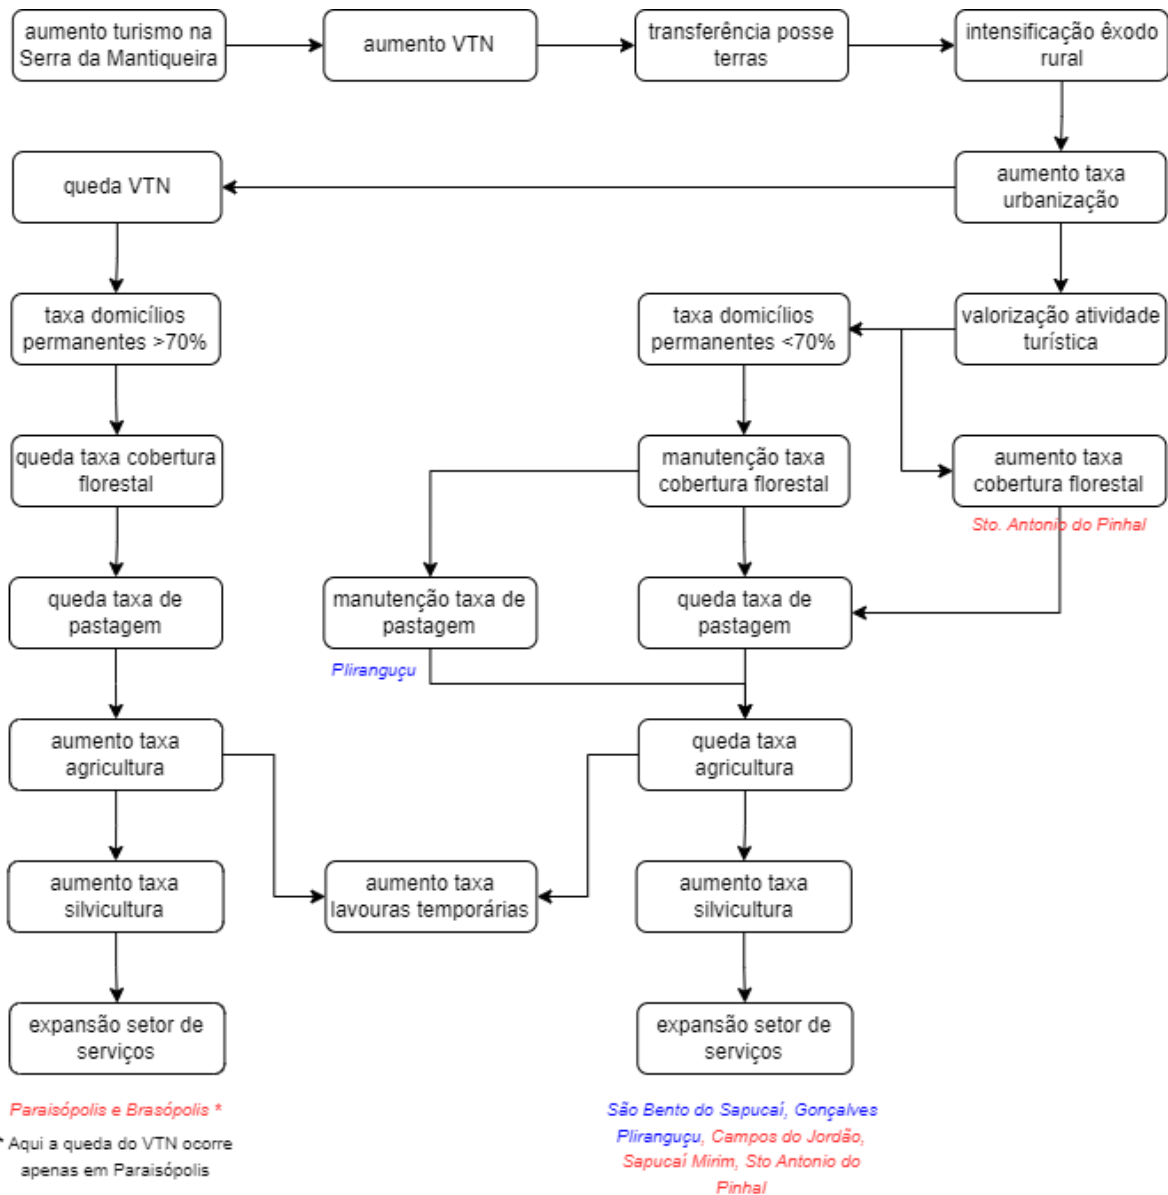 aumento turismo na
Serra da Mantiqueira
aumento VTN
transferência posse
terras
intensificação êxodo
rural
queda VTN
aumento taxa
urbanização
taxa domicílios
permanentes >70%
taxa domicílios
permanentes <70%
valorização atividade
turística
queda taxa cobertura
florestal
manutenção taxa
cobertura florestal
aumento taxa
cobertura florestal
Sto. Antonio do Pinhal
queda taxa de
pastagem
manutenção taxa de
pastagem
queda taxa de
pastagem
Pliranguçu
aumento taxa
agricultura
queda taxa
agricultura
aumento taxa
silvicultura
aumento taxa
lavouras temporárias
aumento taxa
silvicultura
expansão setor de
serviços
expansão setor de
serviços
Paraisópolis e Brasópolis *
* Aqui a queda do VTN ocorre
apenas em Paraisópolis
São Bento do Sapucaí, Gonçalves
Pliranguçu, Campos do Jordão,
Sapucaí Mirim, Sto Antonio do
Pinhal